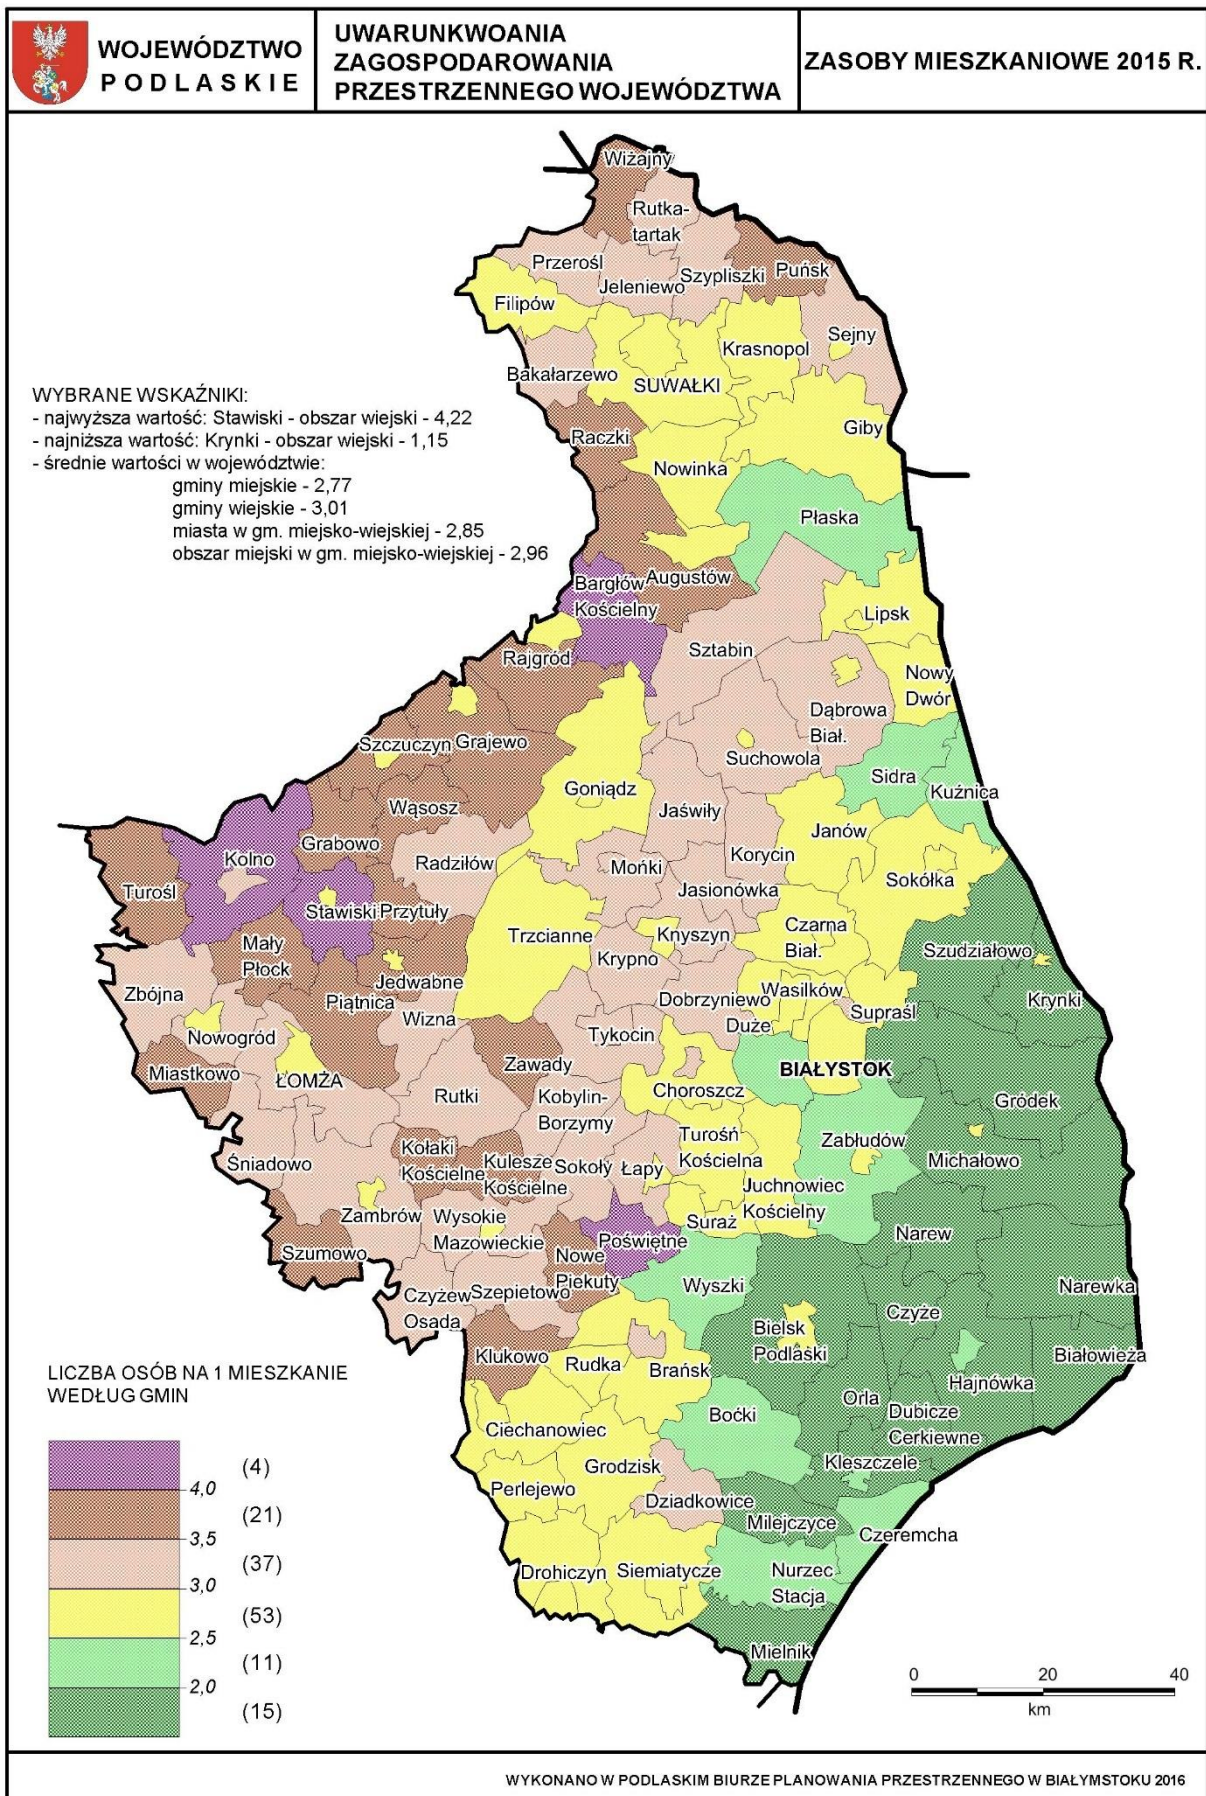 WOJEWÓDZTWO
PODLASKIE
UWARUNKWOANIA
ZAGOSPODAROWANIA
PRZESTRZENNEGO WOJEWÓDZTWA
ZASOBY MIESZKANIOWE 2015 R.
WYBRANE WSKAŹNIKI:
- najwyższa wartość: Stawiski - obszar wiejski - 4,22
- najniższa wartość: Krynki - obszar wiejski - 1,15
- średnie wartości w województwie:
gminy miejskie - 2,77
gminy wiejskie - 3,01
miasta w gm. miejsko-wiejskiej - 2,85
obszar miejski w gm. miejsko-wiejskiej - 2,96
Wiżajny
Rutka-
tartak
Przerośl
Jeleniewo
Szypliszki
Puńsk
Filipów
Sejny
Krasnopol
Bakałarzewo
SUWAŁKI
Giby
Raczki
Nowinka
Płaska
Bargłów
Kościelny
Augustów
Lipsk
Sztabin
Rajgród
Nowy
Dwór
Dąbrowa
Biał.
Szczuczyn
Grajewo
Suchowola
Sidra
Kuźnica
Goniądz
Wąsosz
Jaświły
Janów
Grabowo
Kolno
Radziłów
Mońki
Korycin
Jasionówka
Sokółka
Turośl
Stawiski
Przytuły
Trzcianne
Knyszyn
Krypno
Czarna
Biał.
Szudziałowo
Mały
Płock
Jedwabne
Piątnica
Zbójna
Wizna
Dobrzyniewo
Duże
Wasilków
Supraśl
Krynki
Nowogród
Tykocin
Miastkowo
ŁOMŻA
Zawady
BIAŁYSTOK
Choroszcz
Rutki
Kobylin-
Borzymy
Gródek
Turośń
Kościelna
Zabłudów
Michałowo
Śniadowo
Kołaki
Kościelne
Kulesze
Kościelne
Sokoły
Łapy
Juchnowiec
Kościelny
Zambrów
Wysokie
Mazowieckie
Suraż
Narew
Szumowo
Nowe
Piekuty
Poświętne
Wyszki
Narewka
Czyżew
Osada
Szepietowo
Czyże
Bielsk
Podlaski
Klukowo
Rudka
Brańsk
Białowieża
Hajnówka
Orla
Dubicze
Cerkiewne
Boćki
Ciechanowiec
Kleszczele
Grodzisk
Perlejewo
Dziadkowice
Milejczyce
Czeremcha
Drohiczyn
Siemiatycze
Nurzec
Stacja
Mielnik
LICZBA OSÓB NA 1 MIESZKANIE
WEDŁUG GMIN
(4)
4,0
(21)
3,5
(37)
3,0
(53)
2,5
(11)
2,0
(15)
0 20 40
km
WYKONANO W PODLASKIM BIURZE PLANOWANIA PRZESTRZENNEGO W BIAŁYMSTOKU 2016